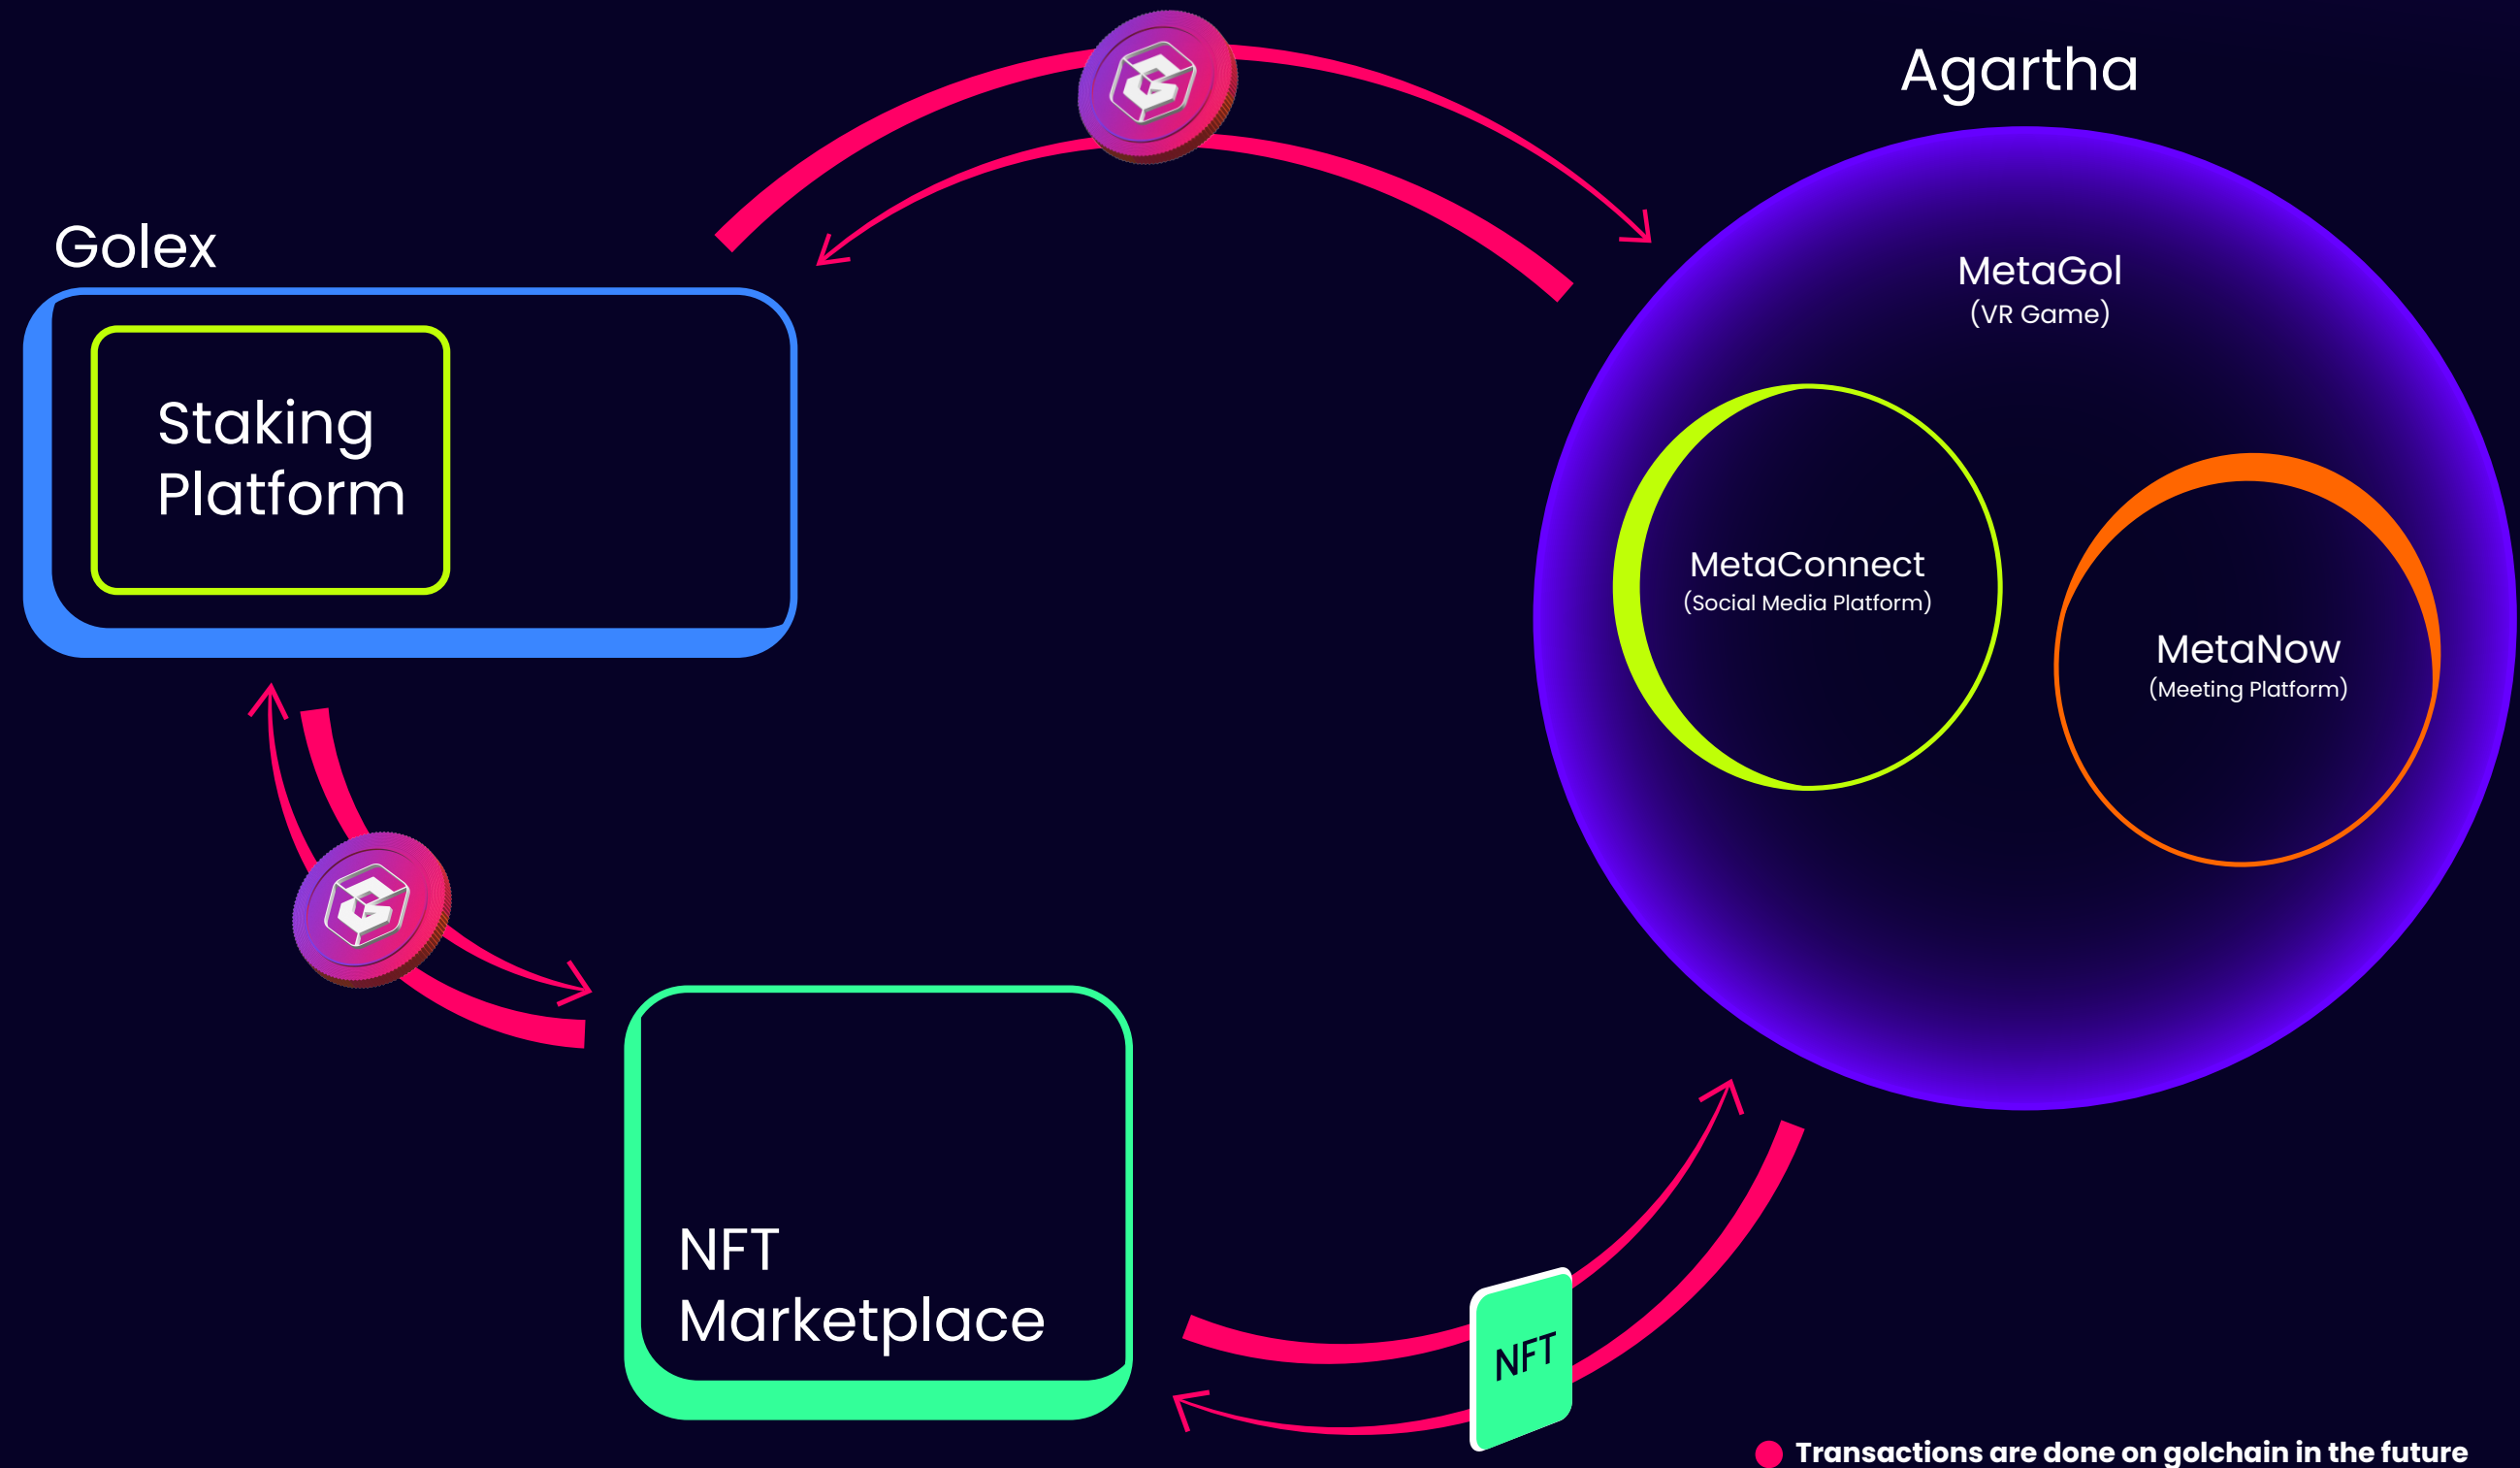 Agartha
Golex
MetaGol
(VR Game)
Staking
Platform
MetaConnect
(Social Media Platform)
MetaNow
(Meeting Platform)
NFT
Marketplace
NFT
Transactions are done on golchain in the future